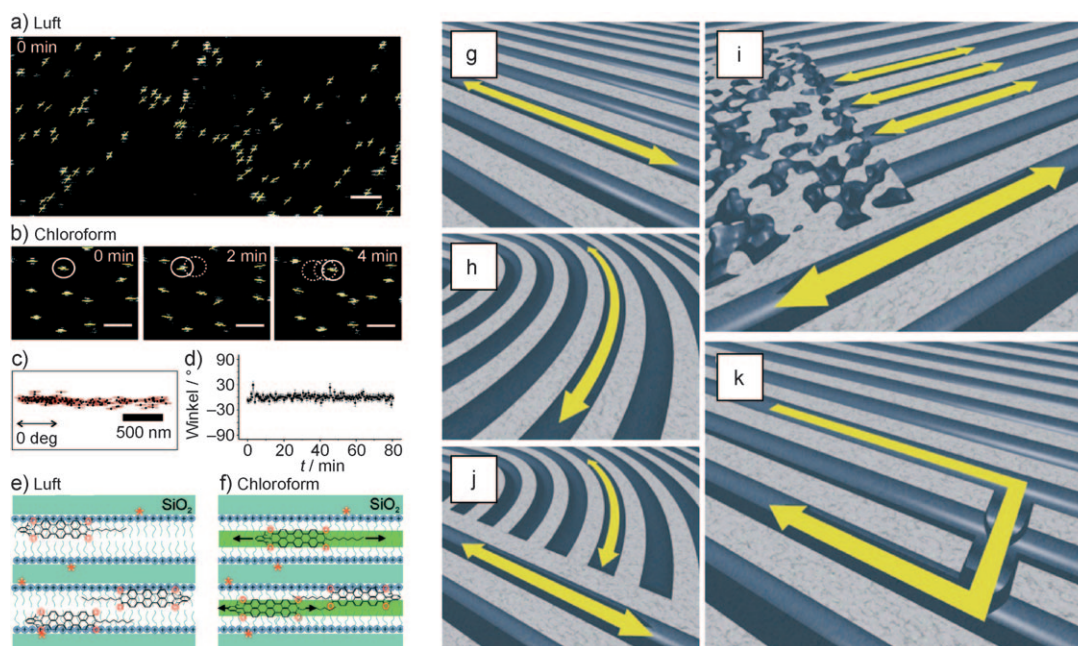 a) Luft
0 min
b) Chloroform
0 min
2 min
4 min
c)
0 deg
500 nm
d)
Winkel / °
90
30
–30
–90
0 20 40 60 80
t / min
e) Luft
SiO₂
f) Chloroform
SiO₂
g
h
j
i
k